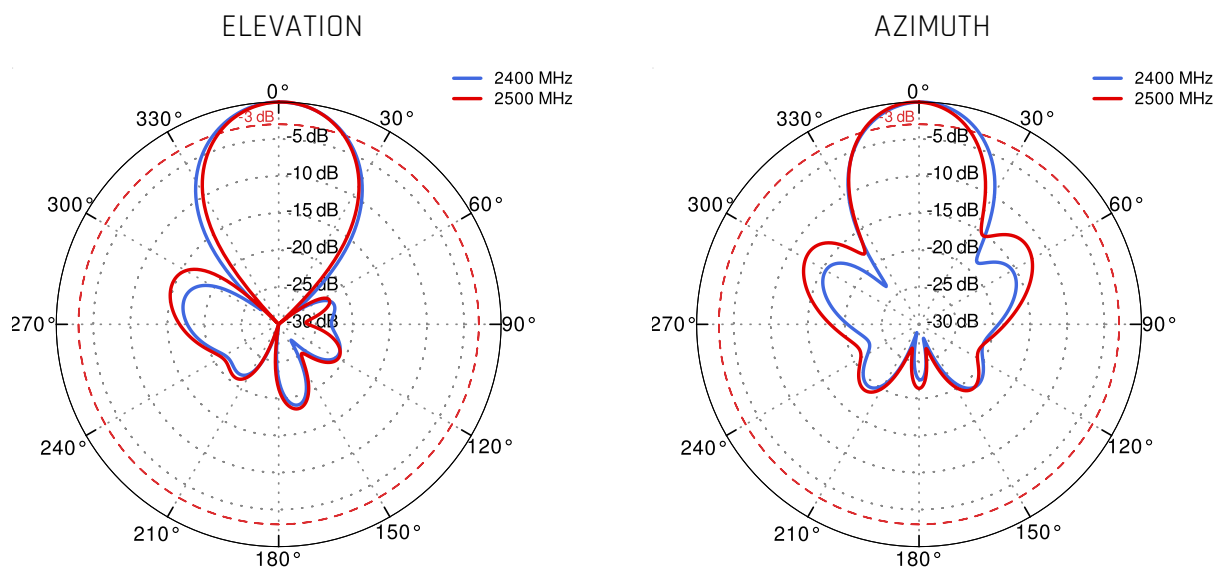 ELEVATION
2400 MHz
2500 MHz
0°
330°
30°
-3 dB
-5 dB
-10 dB
300°
60°
-15 dB
-20 dB
-25 dB
270°
-30 dB
90°
240°
120°
210°
150°
180°
AZIMUTH
2400 MHz
2500 MHz
0°
330°
30°
-3 dB
-5 dB
-10 dB
300°
60°
-15 dB
-20 dB
-25 dB
270°
-30 dB
90°
240°
120°
210°
150°
180°